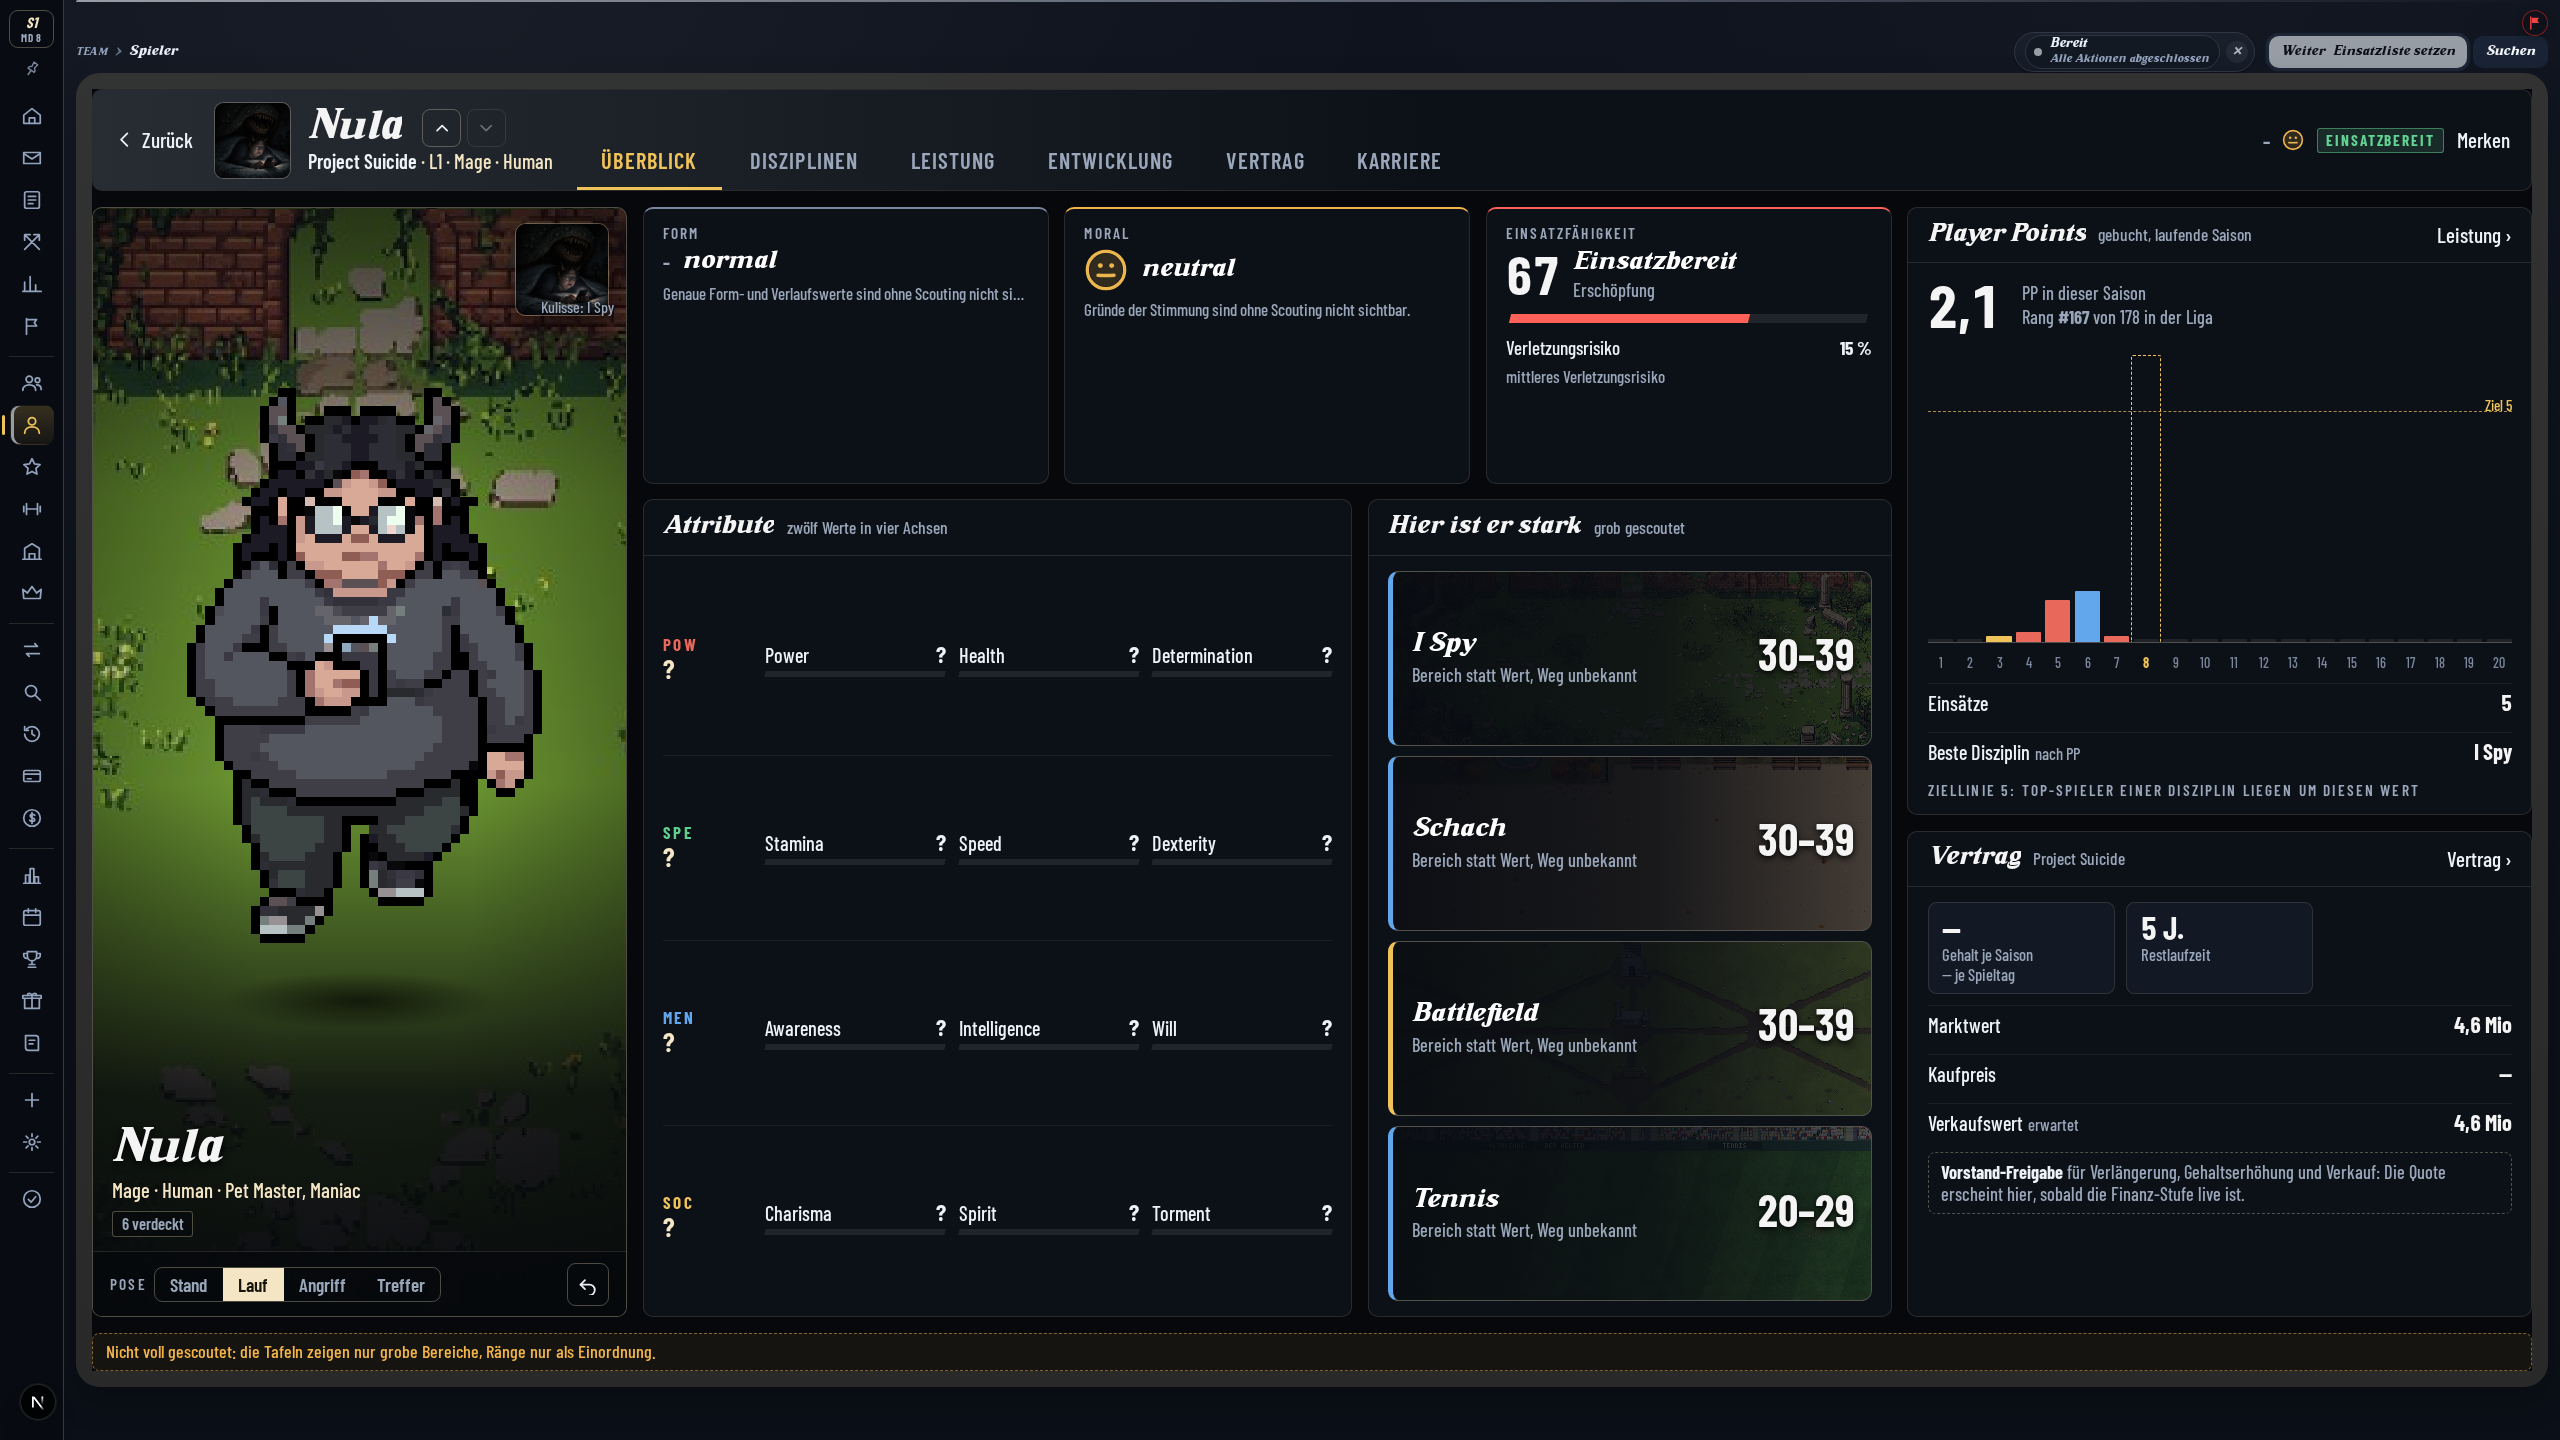 S1
MD 8
TEAM › Spieler
Bereit
Alle Aktionen abgeschlossen
Weiter Einsatzliste setzen
Suchen
Zurück
Nula
Project Suicide · L1 · Mage · Human
ÜBERBLICK
DISZIPLINEN
LEISTUNG
ENTWICKLUNG
VERTRAG
KARRIERE
-
EINSATZBEREIT
Merken
Kulisse: I Spy
Nula
Mage · Human · Pet Master, Maniac
6 verdeckt
POSE
Stand
Lauf
Angriff
Treffer
FORM
- normal
Genaue Form- und Verlaufswerte sind ohne Scouting nicht si...
MORAL
neutral
Gründe der Stimmung sind ohne Scouting nicht sichtbar.
EINSATZFÄHIGKEIT
67 Einsatzbereit
Erschöpfung
Verletzungsrisiko 15 %
mittleres Verletzungsrisiko
Attribute zwölf Werte in vier Achsen
POW
?
Power ? Health ? Determination ?
SPE
?
Stamina ? Speed ? Dexterity ?
MEN
?
Awareness ? Intelligence ? Will ?
SOC
?
Charisma ? Spirit ? Torment ?
Hier ist er stark grob gescoutet
I Spy
Bereich statt Wert, Weg unbekannt
30–39
Schach
Bereich statt Wert, Weg unbekannt
30–39
Battlefield
Bereich statt Wert, Weg unbekannt
30–39
Tennis
Bereich statt Wert, Weg unbekannt
20–29
Player Points gebucht, laufende Saison
Leistung ›
2,1
PP in dieser Saison
Rang #167 von 178 in der Liga
Ziel 5
1 2 3 4 5 6 7 8 9 10 11 12 13 14 15 16 17 18 19 20
Einsätze 5
Beste Disziplin nach PP I Spy
ZIELLINIE 5: TOP-SPIELER EINER DISZIPLIN LIEGEN UM DIESEN WERT
Vertrag Project Suicide
Vertrag ›
–
Gehalt je Saison
– je Spieltag
5 J.
Restlaufzeit
Marktwert 4,6 Mio
Kaufpreis –
Verkaufswert erwartet 4,6 Mio
Vorstand-Freigabe für Verlängerung, Gehaltserhöhung und Verkauf: Die Quote
erscheint hier, sobald die Finanz-Stufe live ist.
Nicht voll gescoutet: die Tafeln zeigen nur grobe Bereiche, Ränge nur als Einordnung.
N